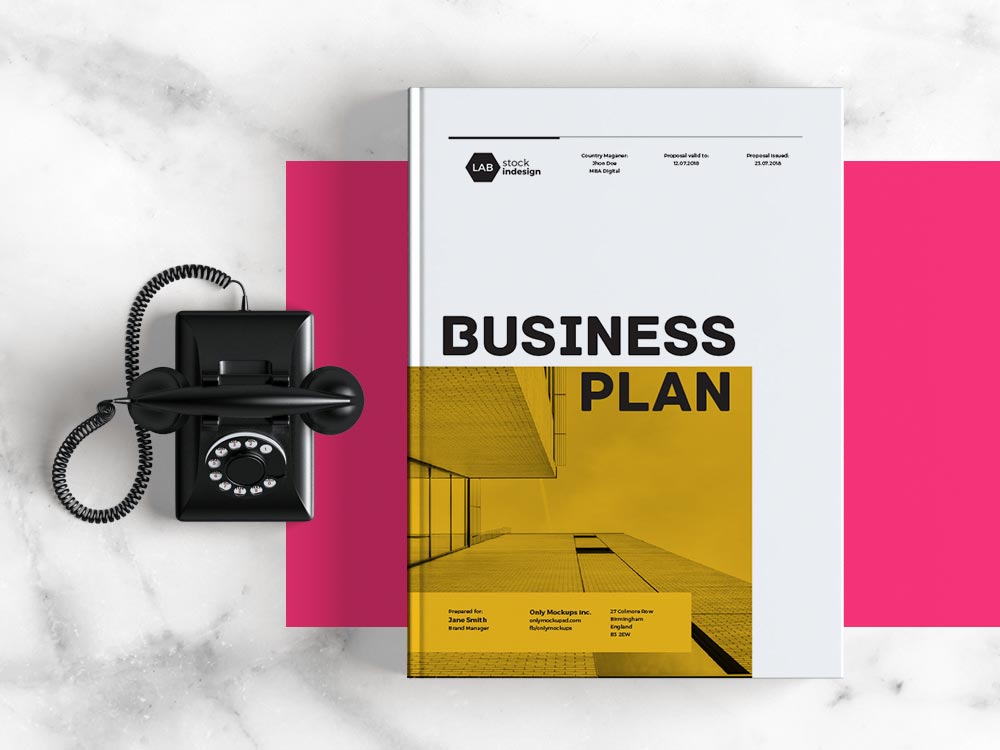 LAB
stock
indesign
Country Maganer:
Jhon Doe
MBA Digital
Proposal valid to:
12.07.2018
Proposal Issued:
23.07.2018
BUSINESS
PLAN
Prepared for:
Jane Smith
Brand Manager
Only Mockups Inc.
onlymockupsd.com
fb/onlymockups
27 Colmore Row
Birmingham
England
B3 2EW